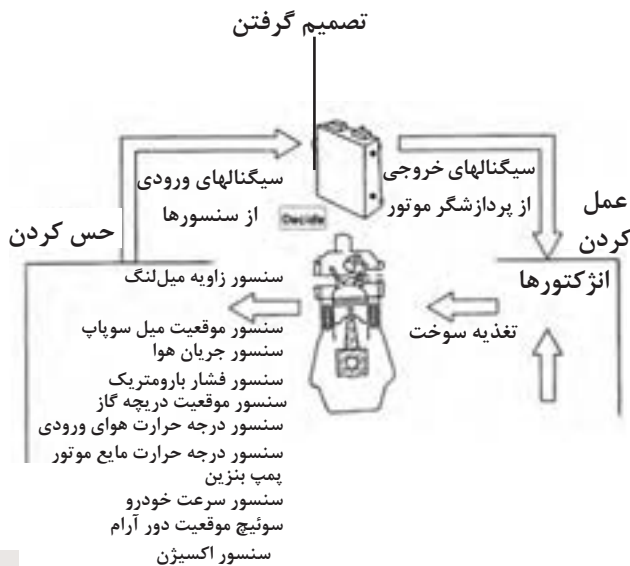 تصمیم گرفتن
سیگنالهای ورودی
از سنسورها
سیگنالهای خروجی
از پردازشگر موتور
Decide
حس کردن
عمل
کردن
انژکتورها
تغذیه سوخت
سنسور زاویه میل‌لنگ
سنسور موقعیت میل سوپاپ
سنسور جریان هوا
سنسور فشار بارومتریک
سنسور موقعیت دریچه گاز
سنسور درجه حرارت هوای ورودی
سنسور درجه حرارت مایع موتور
پمپ بنزین
سنسور سرعت خودرو
سوئیچ موقعیت دور آرام
سنسور اکسیژن